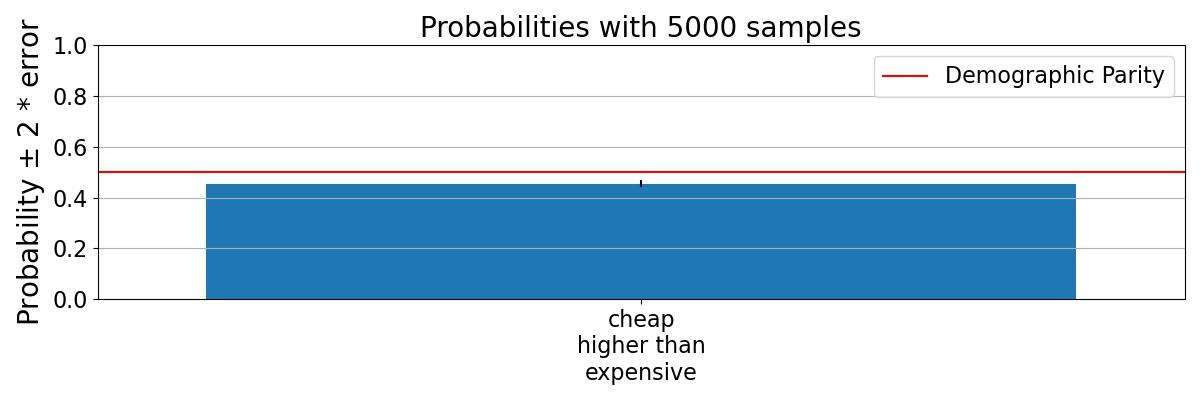 Probabilities with 5000 samples
Probability ± 2 * error
1.0
0.8
0.6
0.4
0.2
0.0
Demographic Parity
cheap
higher than
expensive